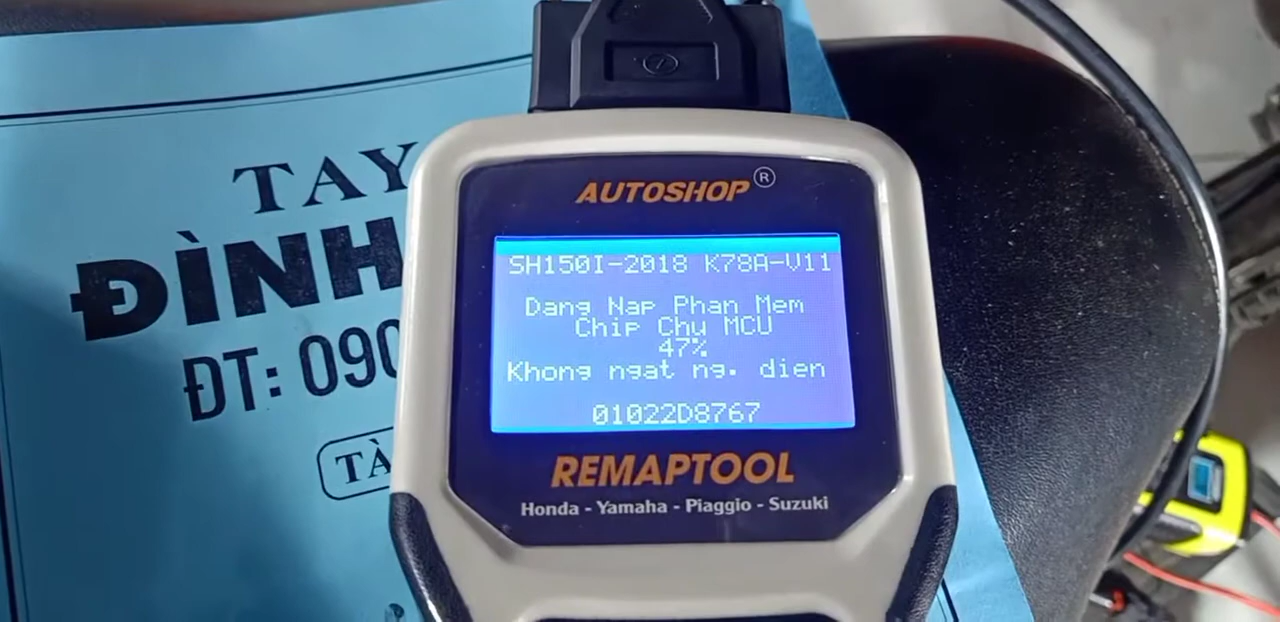 TAY
ĐÌNH
ĐT: 090
TÀ
AUTOSHOP®
SH150I-2018 K78A-V11
Dang Nap Phan Mem
Chip Chu MCU
47%
Khong ngat ng. dien
01022D8767
REMAPTOOL
Honda - Yamaha - Piaggio - Suzuki